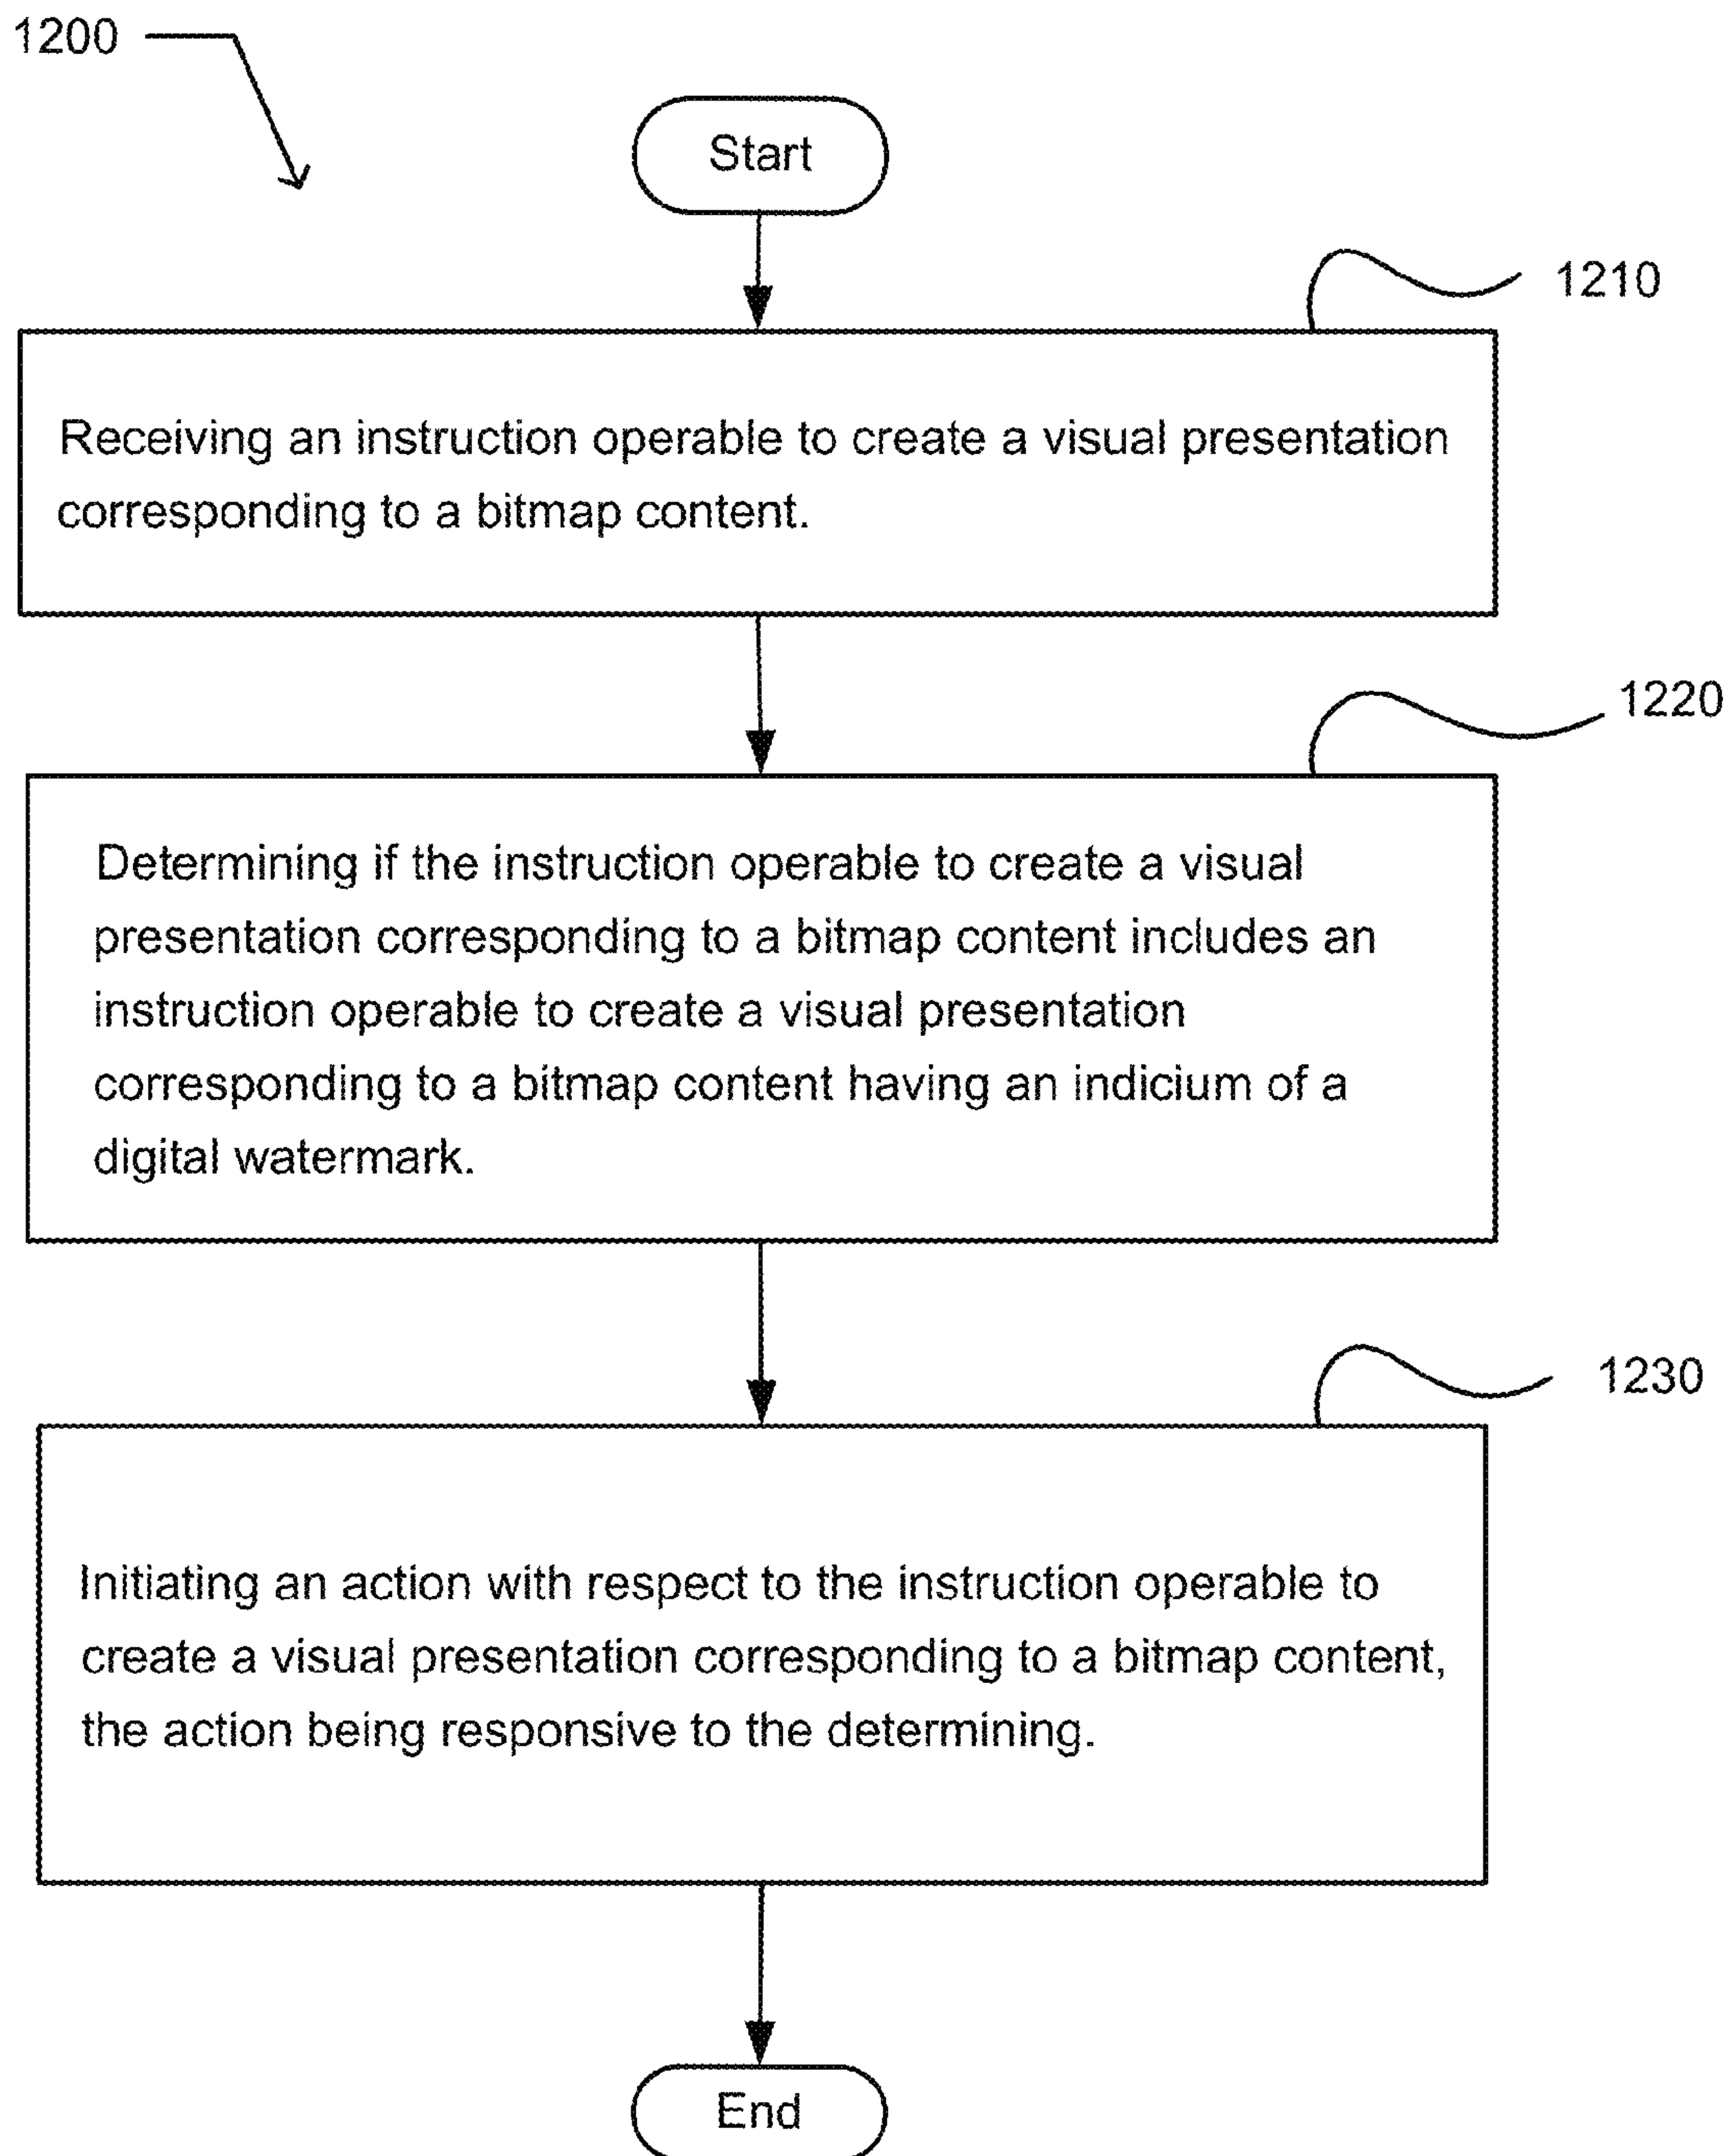 1200
Start
1210
Receiving an instruction operable to create a visual presentation
corresponding to a bitmap content.
1220
Determining if the instruction operable to create a visual
presentation corresponding to a bitmap content includes an
instruction operable to create a visual presentation
corresponding to a bitmap content having an indicium of a
digital watermark.
1230
Initiating an action with respect to the instruction operable to
create a visual presentation corresponding to a bitmap content,
the action being responsive to the determining.
End